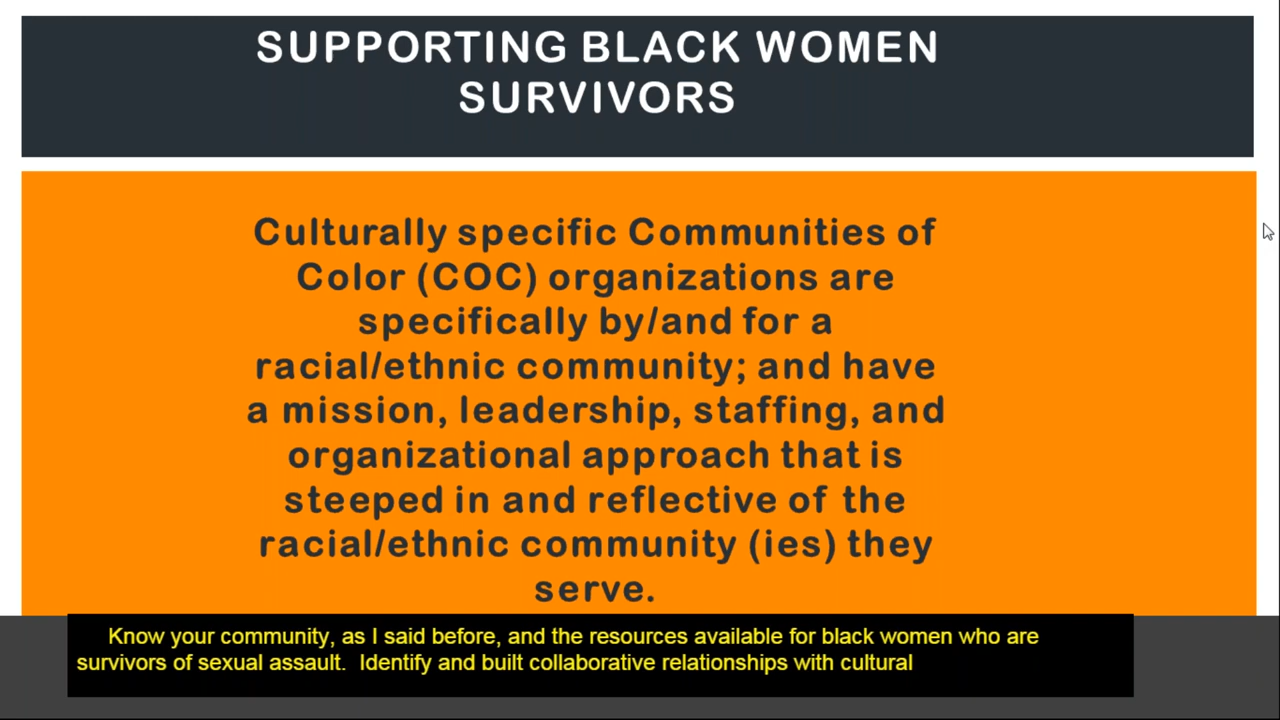 SUPPORTING BLACK WOMEN
SURVIVORS
Culturally specific Communities of
Color (COC) organizations are
specifically by/and for a
racial/ethnic community; and have
a mission, leadership, staffing, and
organizational approach that is
steeped in and reflective of the
racial/ethnic community (ies) they
serve.
Know your community, as I said before, and the resources available for black women who are
survivors of sexual assault.  Identify and built collaborative relationships with cultural